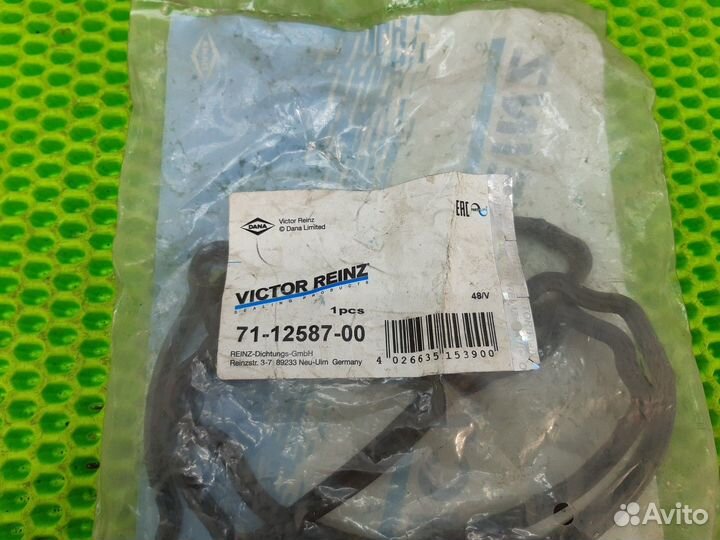 DANA
Victor Reinz
© Dana Limited
EAC
VICTOR REINZ
SEALING PRODUCTS
48/V
1pcs
71-12587-00
REINZ-Dichtungs-GmbH
Reinzstr. 3-7 89233 Neu-Ulm Germany
4 026635 153900
Avito